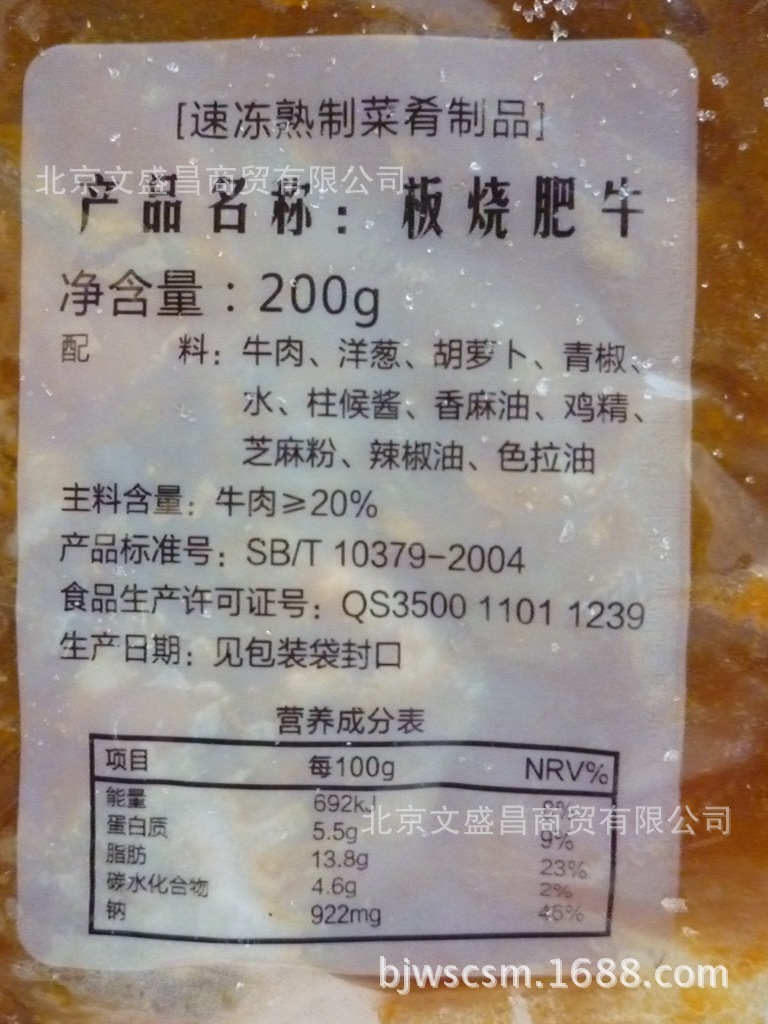 [速冻熟制菜肴制品]
北京文盛昌商贸有限公司
产品名称：板烧肥牛
净含量：200g
配 料：牛肉、洋葱、胡萝卜、青椒、
水、柱候酱、香麻油、鸡精、
芝麻粉、辣椒油、色拉油
主料含量：牛肉≥20%
产品标准号：SB/T 10379-2004
食品生产许可证号：QS3500 1101 1239
生产日期：见包装袋封口
营养成分表
项目 每100g NRV%
能量 692kJ 8%
北京文盛昌商贸有限公司
蛋白质 5.5g 9%
脂肪 13.8g 23%
碳水化合物 4.6g 2%
钠 922mg 46%
bjwscsm.1688.com